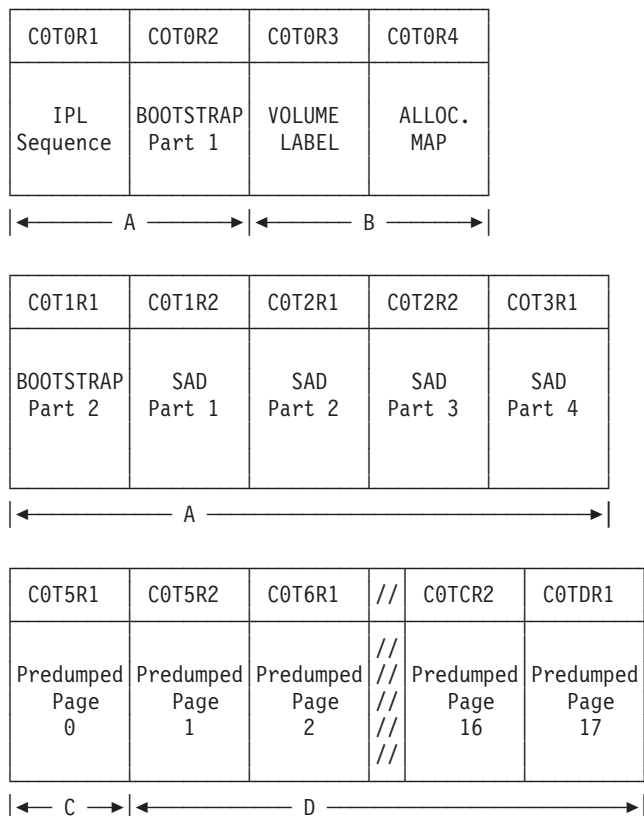 C0T0R1 COT0R2 C0T0R3 C0T0R4
IPL BOOTSTRAP VOLUME ALLOC.
Sequence Part 1 LABEL MAP
A B
C0T1R1 C0T1R2 C0T2R1 C0T2R2 COT3R1
BOOTSTRAP SAD SAD SAD SAD
Part 2 Part 1 Part 2 Part 3 Part 4
A
C0T5R1 C0T5R2 C0T6R1 // C0TCR2 C0TDR1
//
Predumped Predumped Predumped // Predumped Predumped
Page Page Page // Page Page
0 1 2 // 16 17
//
C D